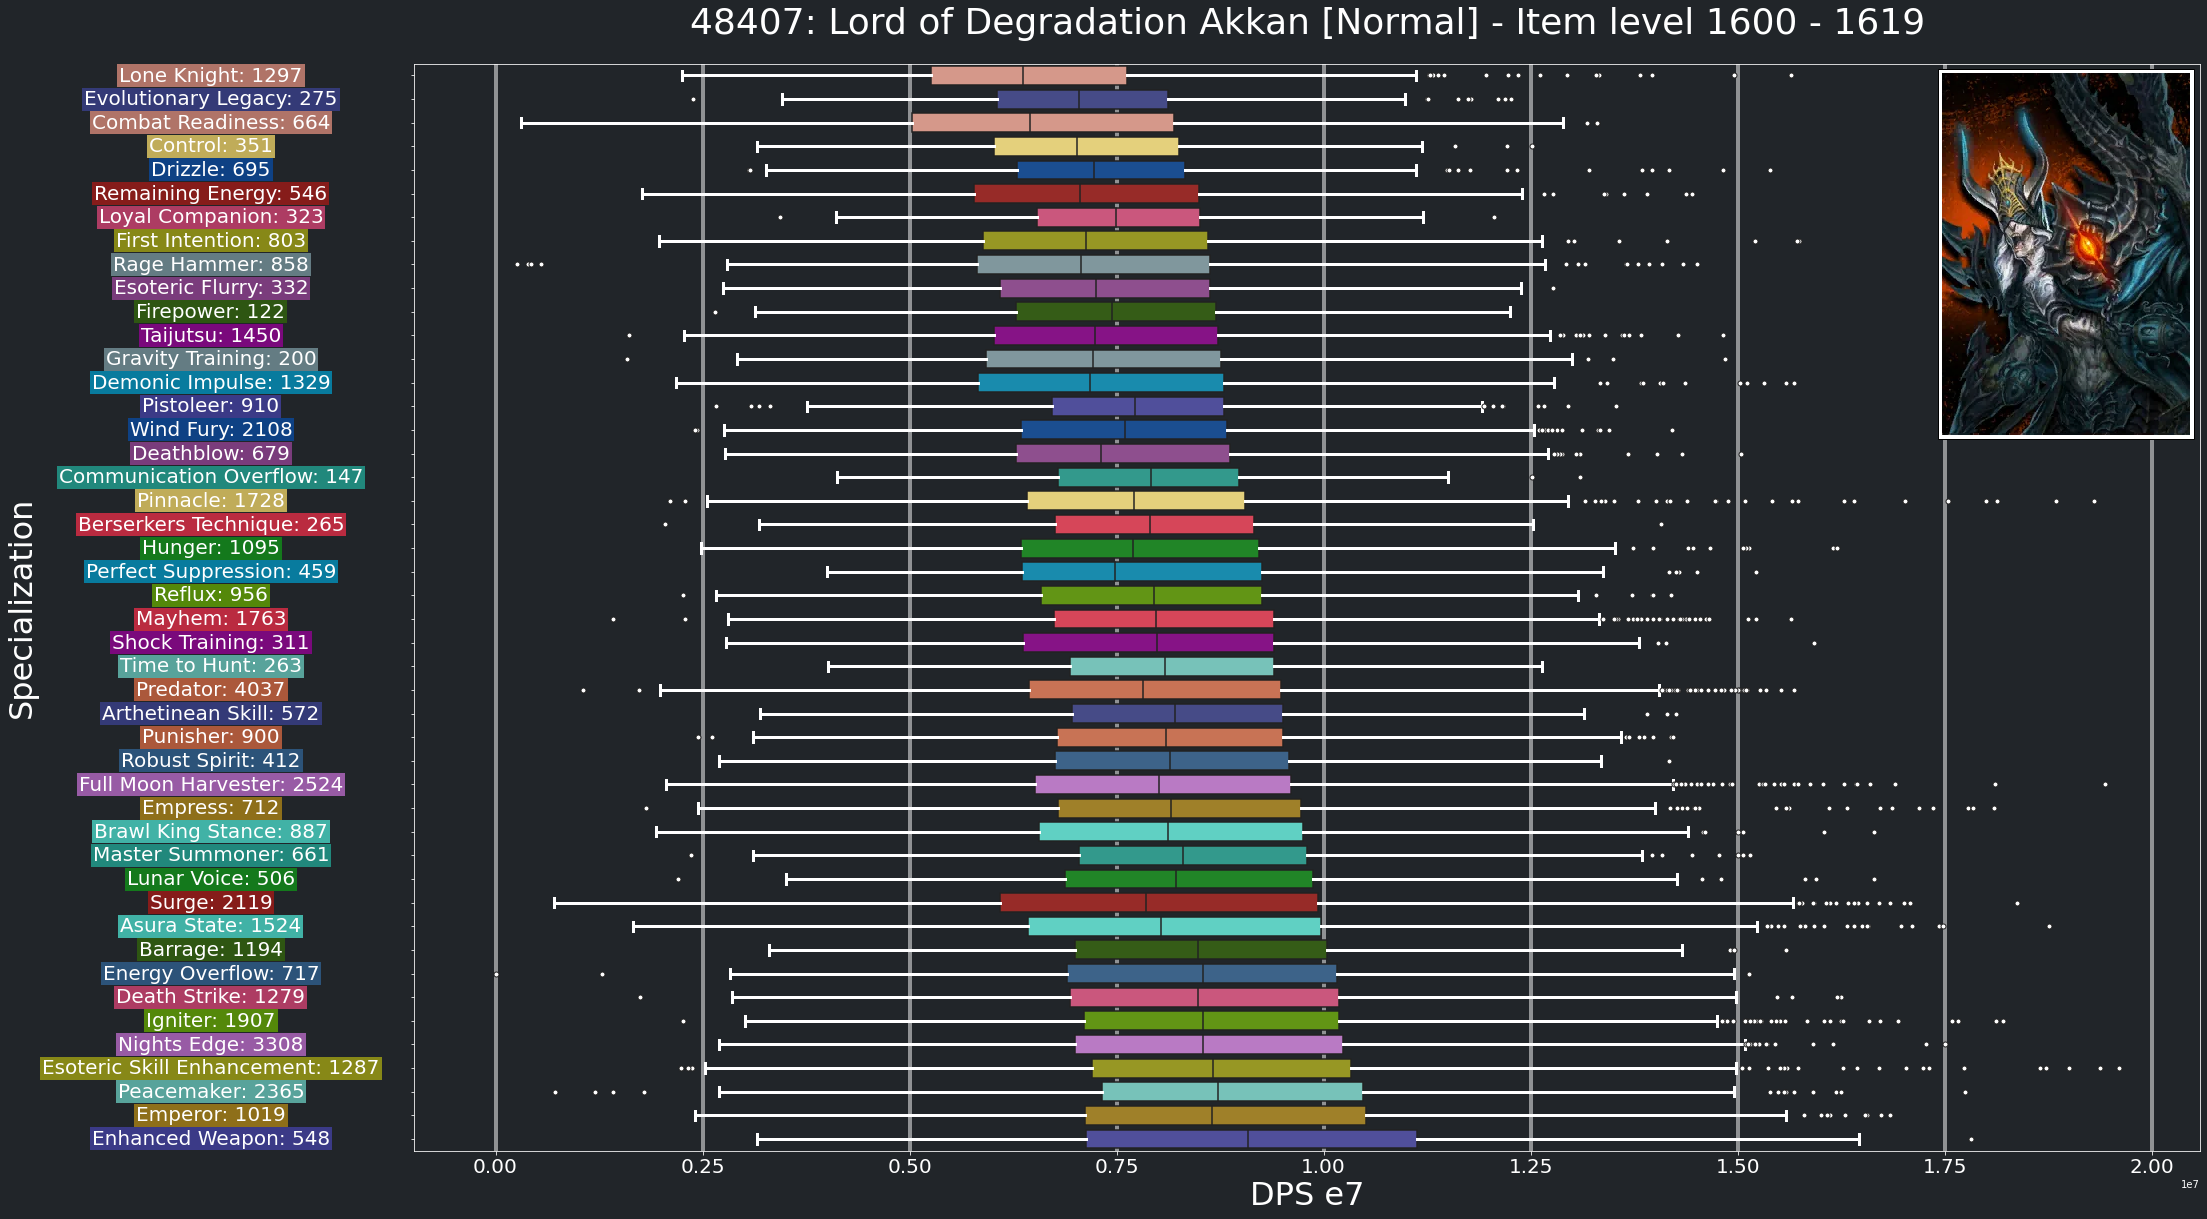 48407: Lord of Degradation Akkan [Normal] - Item level 1600 - 1619
Specialization
Lone Knight: 1297
Evolutionary Legacy: 275
Combat Readiness: 664
Control: 351
Drizzle: 695
Remaining Energy: 546
Loyal Companion: 323
First Intention: 803
Rage Hammer: 858
Esoteric Flurry: 332
Firepower: 122
Taijutsu: 1450
Gravity Training: 200
Demonic Impulse: 1329
Pistoleer: 910
Wind Fury: 2108
Deathblow: 679
Communication Overflow: 147
Pinnacle: 1728
Berserkers Technique: 265
Hunger: 1095
Perfect Suppression: 459
Reflux: 956
Mayhem: 1763
Shock Training: 311
Time to Hunt: 263
Predator: 4037
Arthetinean Skill: 572
Punisher: 900
Robust Spirit: 412
Full Moon Harvester: 2524
Empress: 712
Brawl King Stance: 887
Master Summoner: 661
Lunar Voice: 506
Surge: 2119
Asura State: 1524
Barrage: 1194
Energy Overflow: 717
Death Strike: 1279
Igniter: 1907
Nights Edge: 3308
Esoteric Skill Enhancement: 1287
Peacemaker: 2365
Emperor: 1019
Enhanced Weapon: 548
0.00 0.25 0.50 0.75 1.00 1.25 1.50 1.75 2.00
1e7
DPS e7